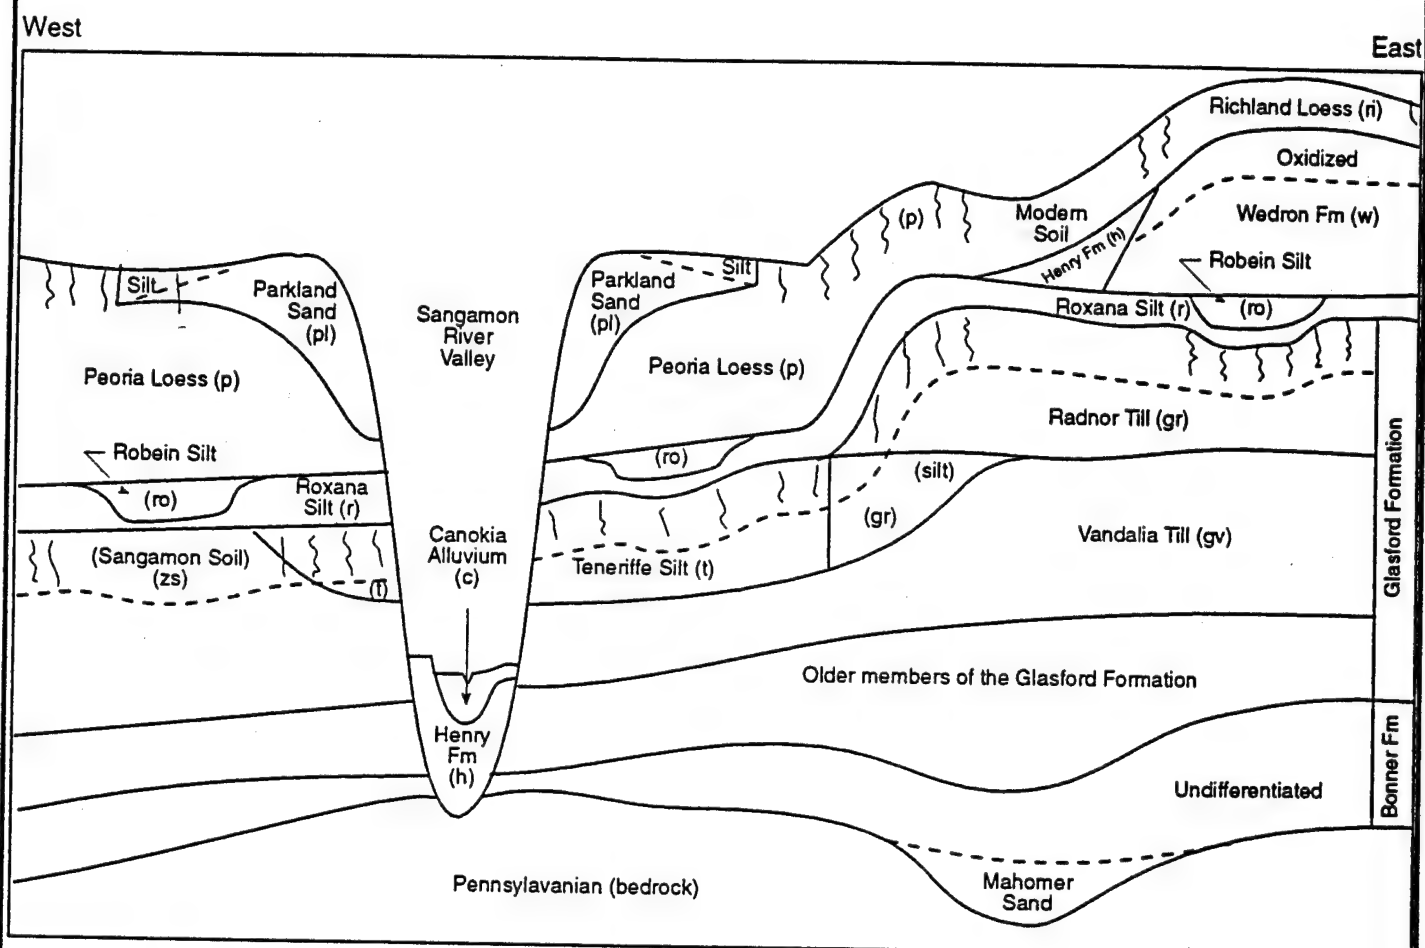 West
East
Richland Loess (ri)
Oxidized
Wedron Fm (w)
(p)
Modern
Soil
Henry Fm (h)
Robein Silt
Silt
Parkland
Sand
(pl)
Sangamon
River
Valley
Parkland
Sand
(pl)
Silt
Roxana Silt (r)
(ro)
Peoria Loess (p)
Peoria Loess (p)
Radnor Till (gr)
Robein Silt
(ro)
Roxana
Silt (r)
(ro)
(silt)
(gr)
Vandalia Till (gv)
Glasford Formation
(Sangamon Soil)
(zs)
(t)
Canokia
Alluvium
(c)
Teneriffe Silt (t)
Older members of the Glasford Formation
Henry
Fm
(h)
Undifferentiated
Bonner Fm
Pennsylavanian (bedrock)
Mahomer
Sand